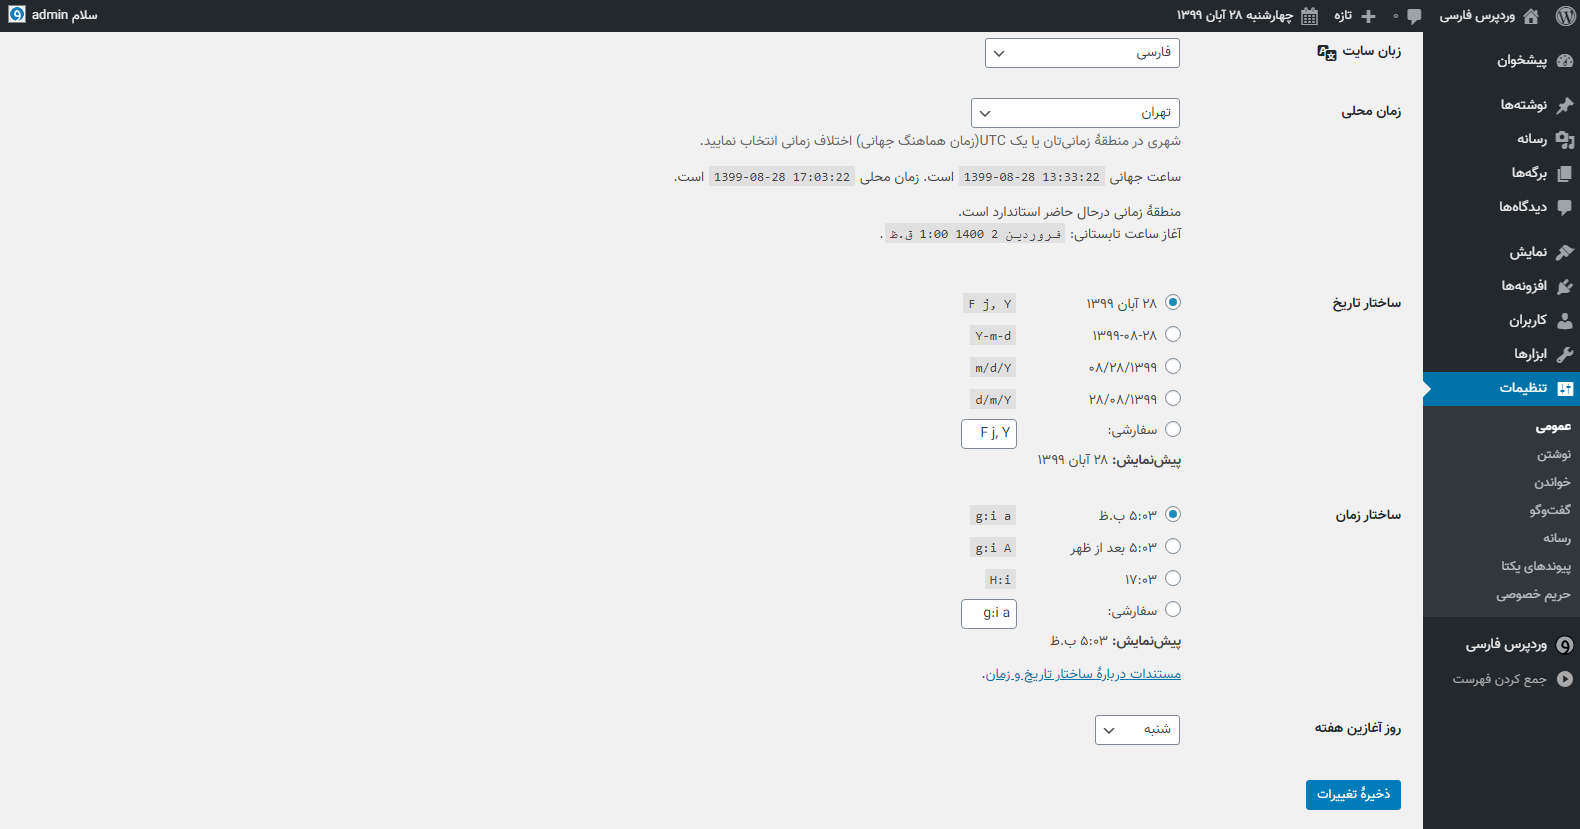 وردپرس فارسی
۰
تازه
چهارشنبه ۲۸ آبان ۱۳۹۹
سلام admin
پیشخوان
نوشته‌ها
رسانه
برگه‌ها
دیدگاه‌ها
نمایش
افزونه‌ها
کاربران
ابزارها
تنظیمات
عمومی
نوشتن
خواندن
گفت‌وگو
رسانه
پیوندهای یکتا
حریم خصوصی
وردپرس فارسی
جمع کردن فهرست
زبان سایت
فارسی
زمان محلی
تهران
شهری در منطقهٔ زمانی‌تان یا یک UTC(زمان هماهنگ جهانی) اختلاف زمانی انتخاب نمایید.
ساعت جهانی 1399-08-28 13:33:22 است. زمان محلی 1399-08-28 17:03:22 است.
منطقهٔ زمانی درحال حاضر استاندارد است.
آغاز ساعت تابستانی: فروردین 2 1400 1:00 ق.ظ .
ساختار تاریخ
۲۸ آبان ۱۳۹۹ F j, Y
۱۳۹۹-۰۸-۲۸ Y-m-d
۰۸/۲۸/۱۳۹۹ m/d/Y
۲۸/۰۸/۱۳۹۹ d/m/Y
سفارشی: F j, Y
پیش‌نمایش: ۲۸ آبان ۱۳۹۹
ساختار زمان
۵:۰۳ ب.ظ g:i a
۵:۰۳ بعد از ظهر g:i A
۱۷:۰۳ H:i
سفارشی: g:i a
پیش‌نمایش: ۵:۰۳ ب.ظ
مستندات دربارهٔ ساختار تاریخ و زمان.
روز آغازین هفته
شنبه
ذخیرهٔ تغییرات